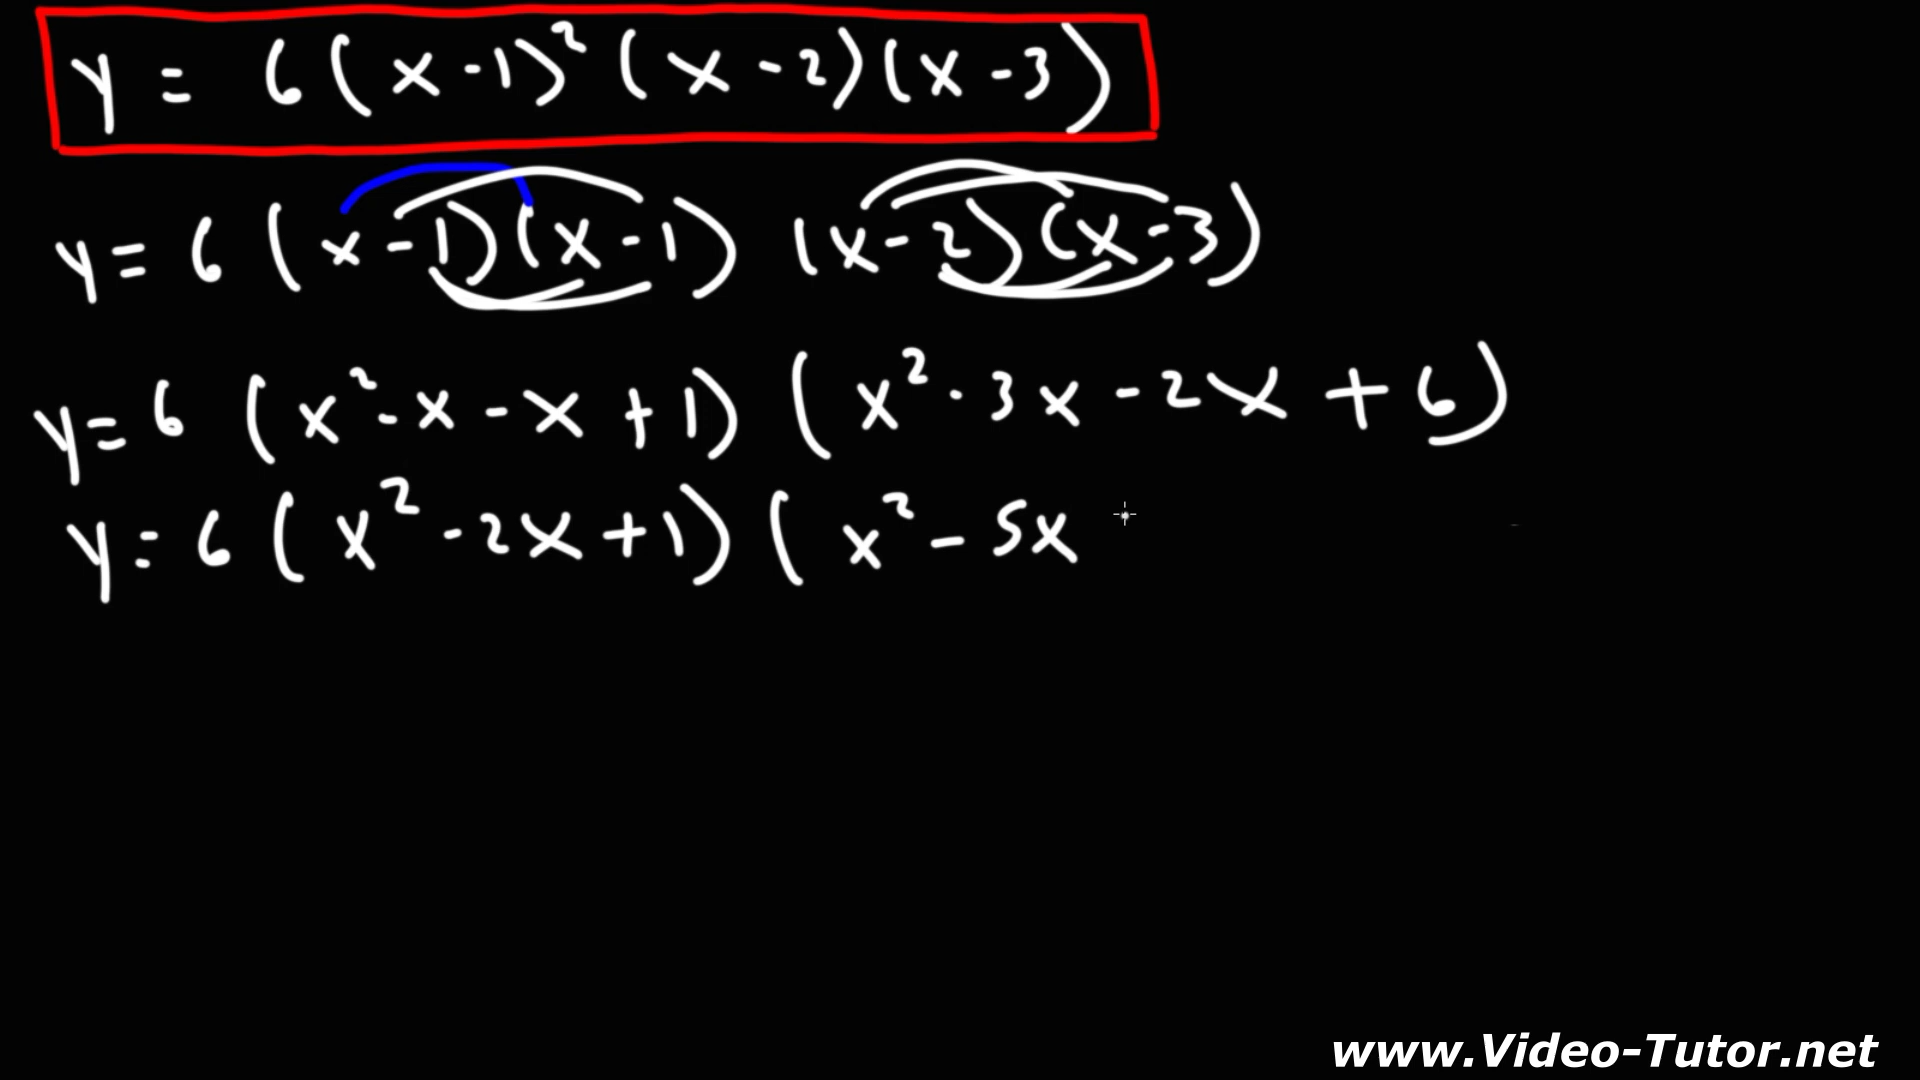 y = 6(x-1)²(x-2)(x-3)
y = 6(x-1)(x-1)) (x-2)(x-3)
y = 6(x²-x-x+1)(x²-3x-2x+6)
y = 6(x²-2x+1)(x²-5x
www.Video-Tutor.net